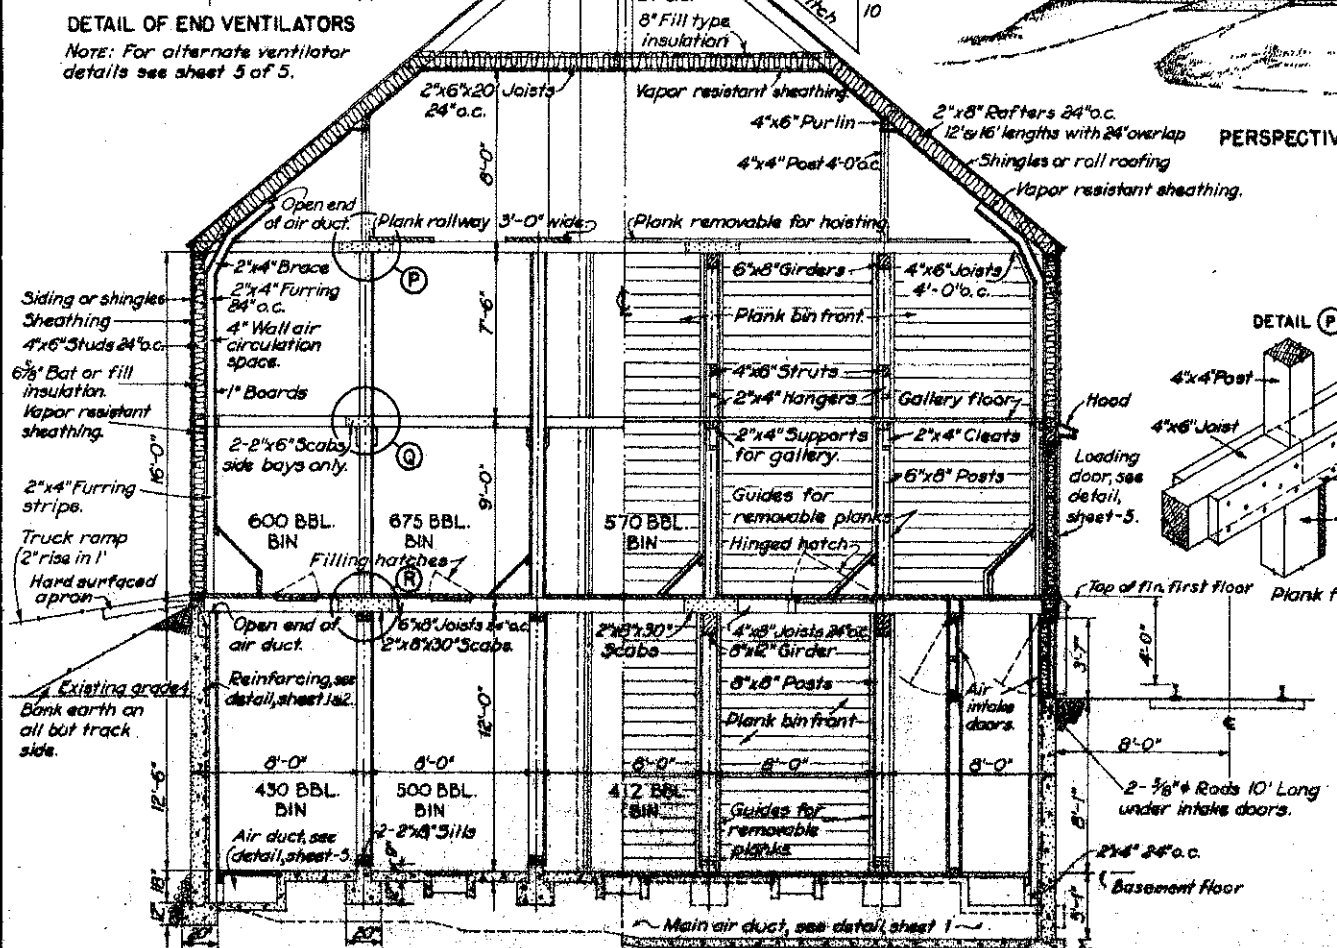 DETAIL OF END VENTILATORS
NOTE: For alternate ventilator
details see sheet 5 of 5.
8" Fill type
insulation
10
2"x6"x20' Joists
24" o.c.
Vapor resistant sheathing.
4"x6" Purlin
4"x4" Post 4'-0" o.c.
2"x8" Rafters 24" o.c.
12' & 16' lengths with 24" overlap
Shingles or roll roofing
Vapor resistant sheathing.
PERSPECTIV
8'-0"
Open end
of air duct.
Plank rallway 3'-0" wide.
Plank removable for hoisting
P
2"x4" Brace
2"x4" Furring
24" o.c.
4" Wall air
circulation
space.
1" Boards
Siding or shingles
Sheathing
4"x6" Studs 24" o.c.
6⅝" Bat or fill
insulation.
Vapor resistant
sheathing.
7'-6"
6"x8" Girders
4"x6" Joists
4'-0" o.c.
Plank bin front
4"x6" Struts
2"x4" Hangers
Gallery floor
2"x4" Supports
for gallery.
2"x4" Cleats
6"x8" Posts
Hood
Loading
door, see
detail,
sheet-5.
DETAIL P
4"x4" Post
4"x6" Joist
Plank f
2-2"x6" Scabs
side bays only.
Q
16'-0"
9'-0"
2"x4" Furring
strips.
Truck ramp
2" rise in 1'
Hard surfaced
apron
600 BBL.
BIN
675 BBL.
BIN
570 BBL.
BIN
Filling hatches
R
Guides for
removable planks
Hinged hatch
Top of fin. first floor
Open end of
air duct.
6"x8" Joists 24" o.c.
2"x8"x30" Scabs.
2"x8"x30"
Scabs
4"x8" Joists 24" o.c.
8"x12" Girder
8"x8" Posts
3'-7"
4'-0"
Existing grade
Bank earth on
all but track
side.
Reinforcing, see
detail, sheet 1&2.
12'-0"
Plank bin front
Air
intake
doors.
8'-0"
8'-0"
8'-0"
8'-0"
8'-0"
8'-0"
12'-6"
430 BBL.
BIN
500 BBL.
BIN
412 BBL.
BIN
2-⅝"ϕ Rods 10' Long
under intake doors.
8'-1"
Air duct, see
detail, sheet-5
2-2"x8" Sills
Guides for
removable
planks
2"x4" 24" o.c.
Basement floor
18"
12"
20"
20"
3'-1"
Main air duct, see detail, sheet 1